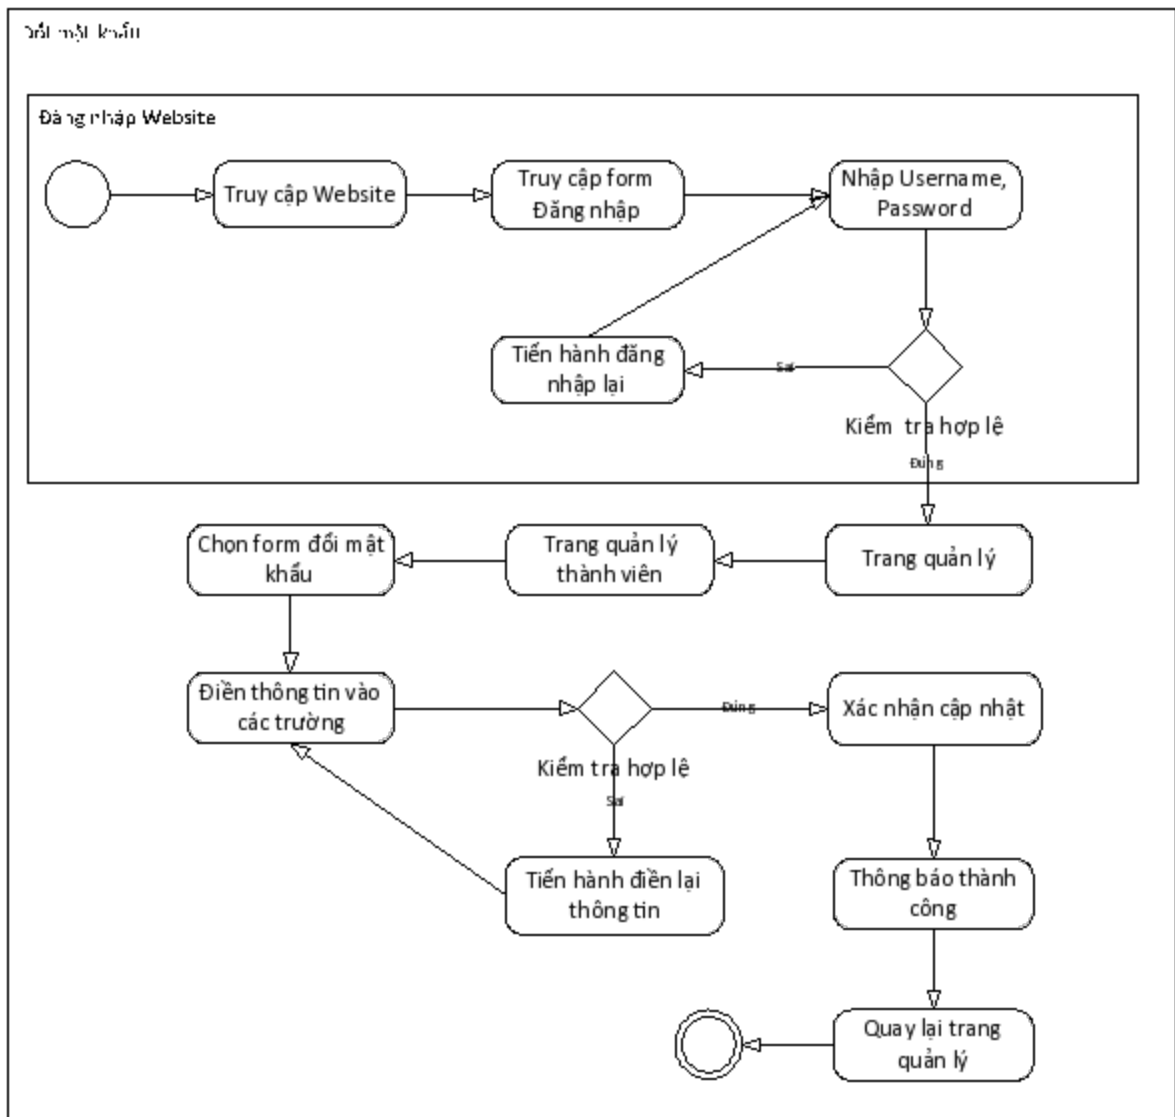 Đổi mật khẩu
Đăng nhập Website
Truy cập Website
Truy cập form
Đăng nhập
Nhập Username,
Password
Tiến hành đăng
nhập lại
Sai
Kiểm tra hợp lệ
Đúng
Chọn form đổi mật
khẩu
Trang quản lý
thành viên
Trang quản lý
Điền thông tin vào
các trường
Đúng
Xác nhận cập nhật
Kiểm tra hợp lệ
Sai
Tiến hành điền lại
thông tin
Thông báo thành
công
Quay lại trang
quản lý